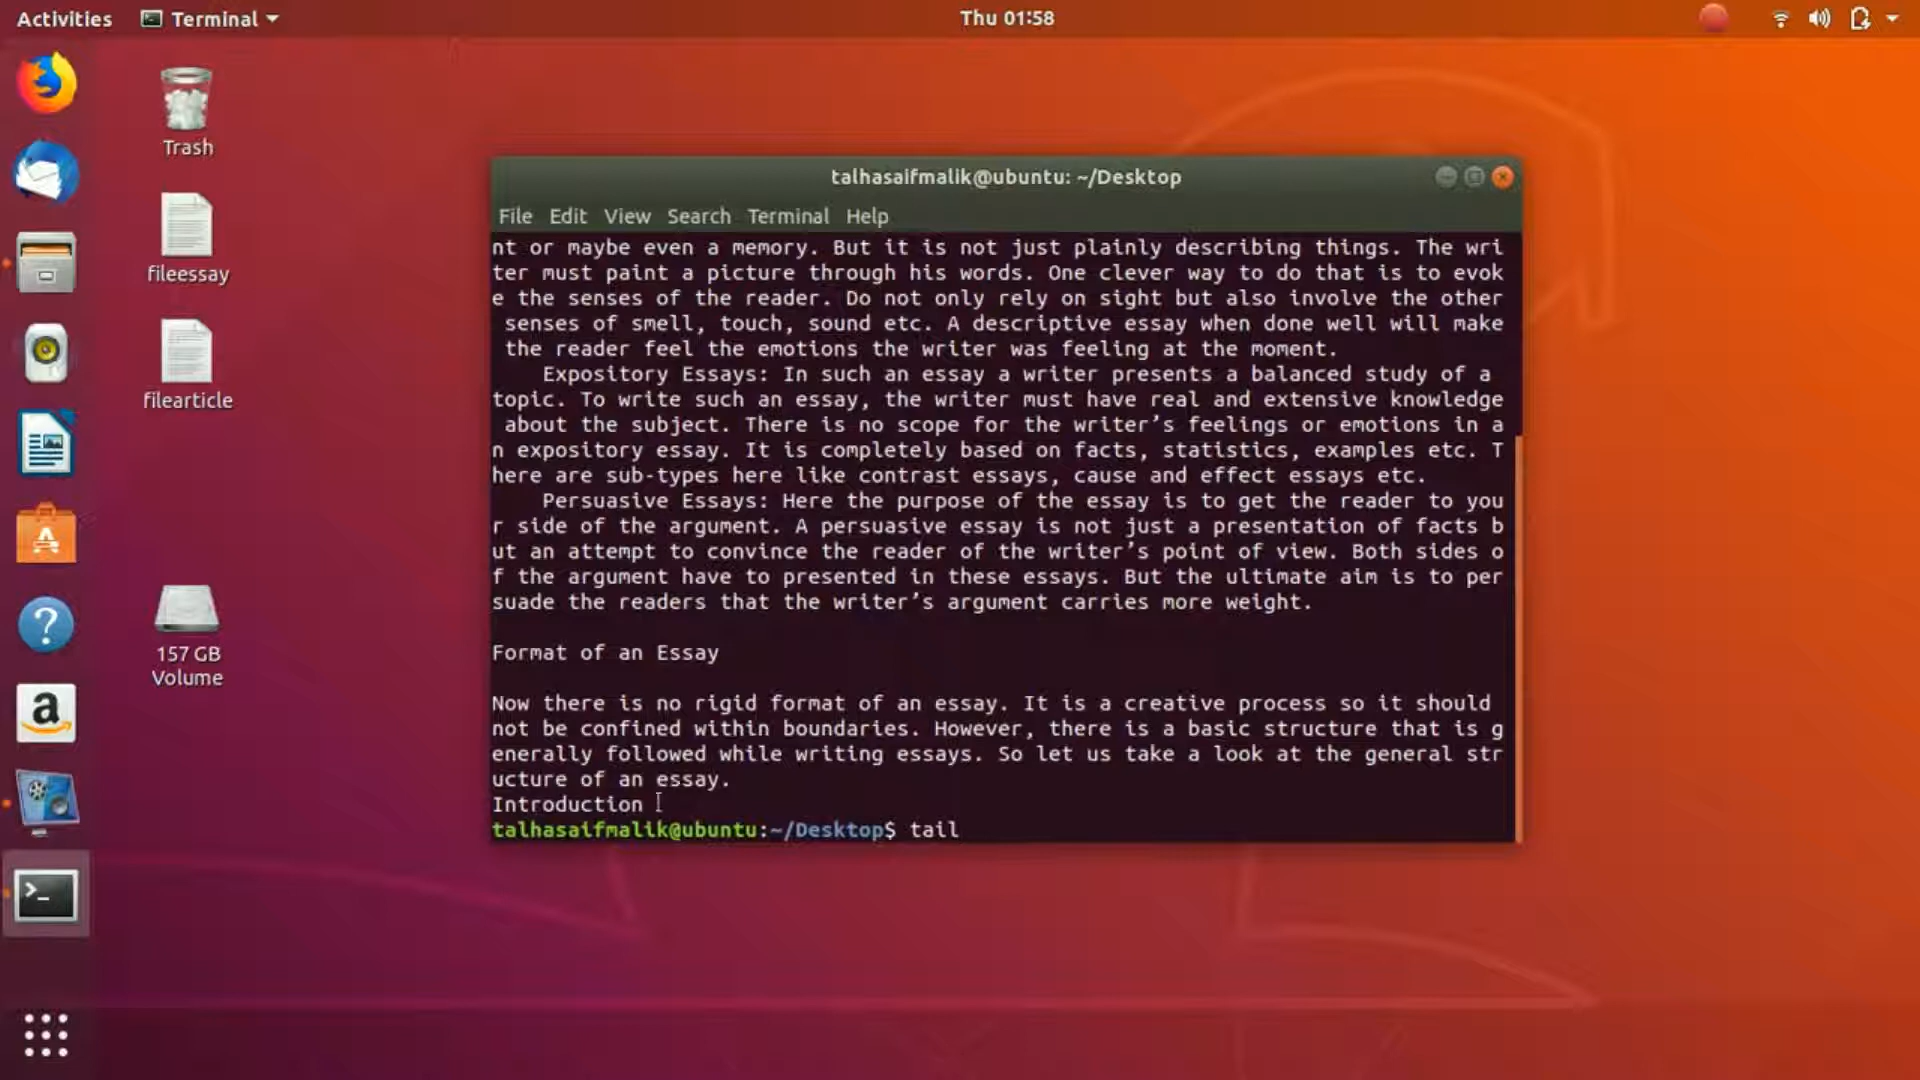 Activities
Terminal
Thu 01:58
Trash
fileessay
filearticle
157 GB
Volume
talhasaifmalik@ubuntu: ~/Desktop
File Edit View Search Terminal Help
nt or maybe even a memory. But it is not just plainly describing things. The wri
ter must paint a picture through his words. One clever way to do that is to evok
e the senses of the reader. Do not only rely on sight but also involve the other
senses of smell, touch, sound etc. A descriptive essay when done well will make
the reader feel the emotions the writer was feeling at the moment.
Expository Essays: In such an essay a writer presents a balanced study of a
topic. To write such an essay, the writer must have real and extensive knowledge
about the subject. There is no scope for the writer’s feelings or emotions in a
n expository essay. It is completely based on facts, statistics, examples etc. T
here are sub-types here like contrast essays, cause and effect essays etc.
Persuasive Essays: Here the purpose of the essay is to get the reader to you
r side of the argument. A persuasive essay is not just a presentation of facts b
ut an attempt to convince the reader of the writer’s point of view. Both sides o
f the argument have to presented in these essays. But the ultimate aim is to per
suade the readers that the writer’s argument carries more weight.
Format of an Essay
Now there is no rigid format of an essay. It is a creative process so it should
not be confined within boundaries. However, there is a basic structure that is g
enerally followed while writing essays. So let us take a look at the general str
ucture of an essay.
Introduction
talhasaifmalik@ubuntu:~/Desktop$ tail